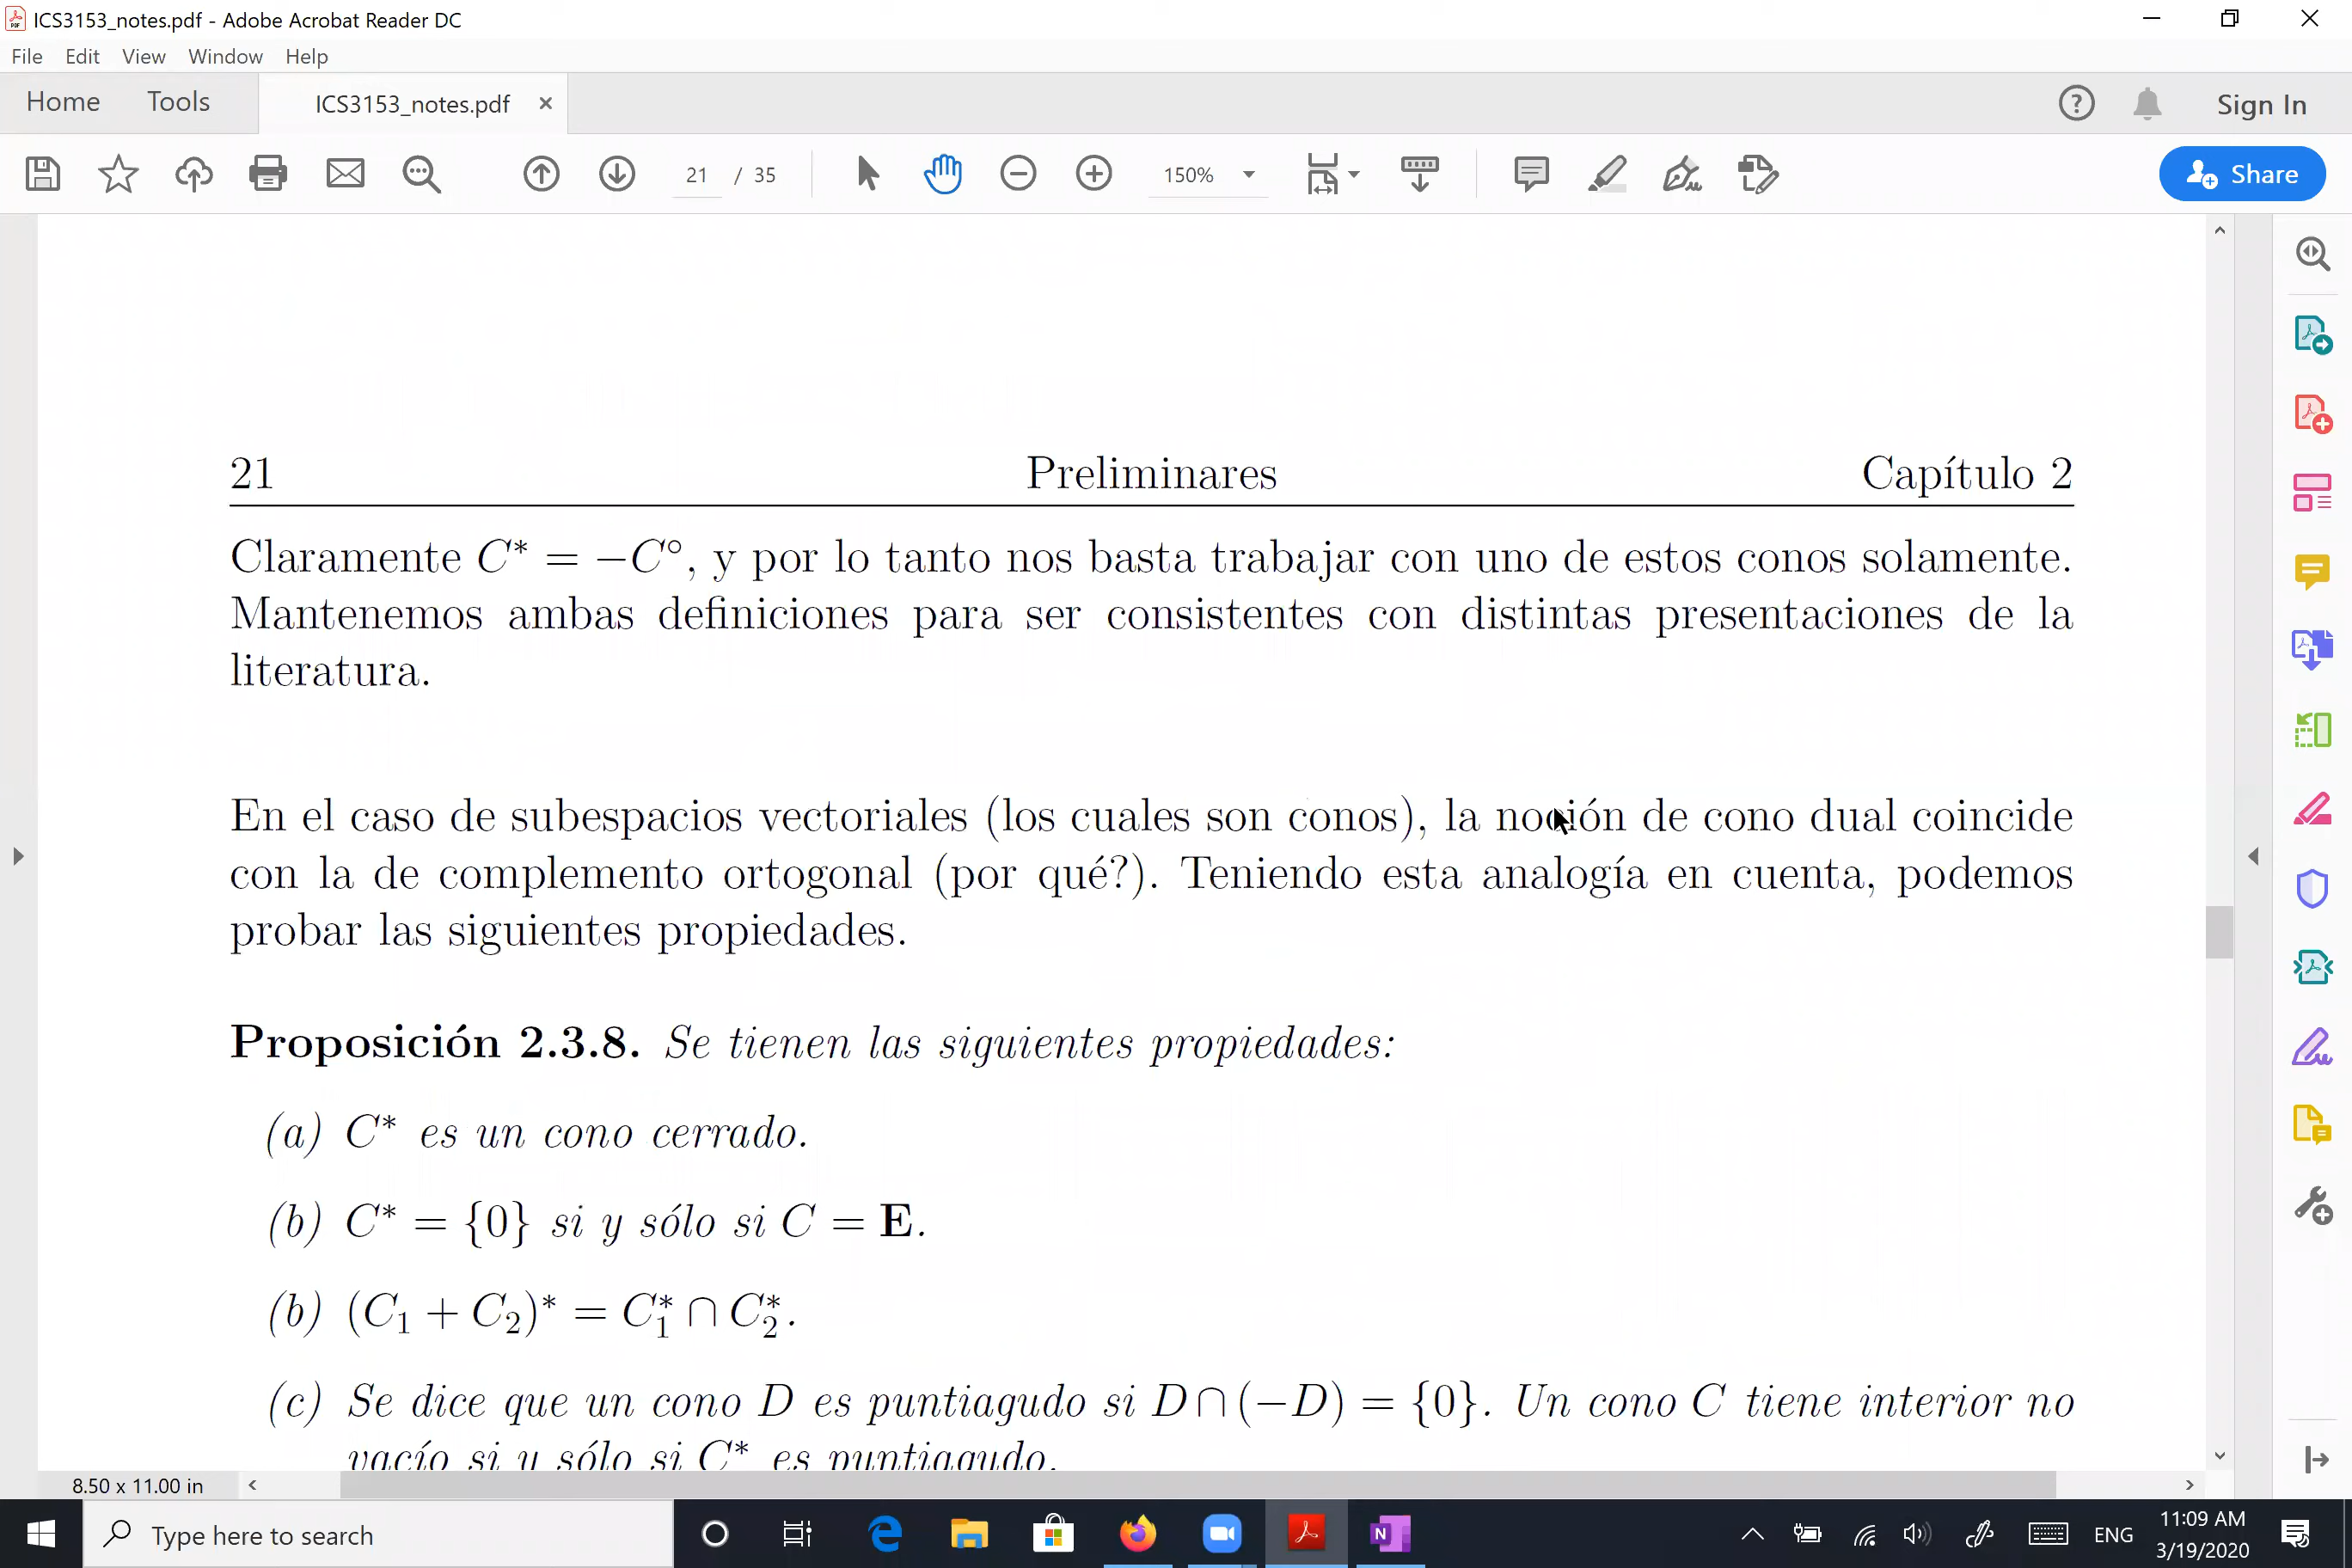 ICS3153_notes.pdf - Adobe Acrobat Reader DC
File Edit View Window Help
Home Tools ICS3153_notes.pdf × Sign In
21 / 35 150% Share
21 Preliminares Capítulo 2
Claramente C* = −C°, y por lo tanto nos basta trabajar con uno de estos conos solamente.
Mantenemos ambas definiciones para ser consistentes con distintas presentaciones de la
literatura.
En el caso de subespacios vectoriales (los cuales son conos), la noción de cono dual coincide
con la de complemento ortogonal (por qué?). Teniendo esta analogía en cuenta, podemos
probar las siguientes propiedades.
Proposición 2.3.8. Se tienen las siguientes propiedades:
(a) C* es un cono cerrado.
(b) C* = {0} si y sólo si C = E.
(b) (C₁ + C₂)* = C₁* ∩ C₂*.
(c) Se dice que un cono D es puntiagudo si D ∩ (−D) = {0}. Un cono C tiene interior no
vacío si y sólo si C* es puntiagudo.
8.50 x 11.00 in
Type here to search
ENG
11:09 AM
3/19/2020